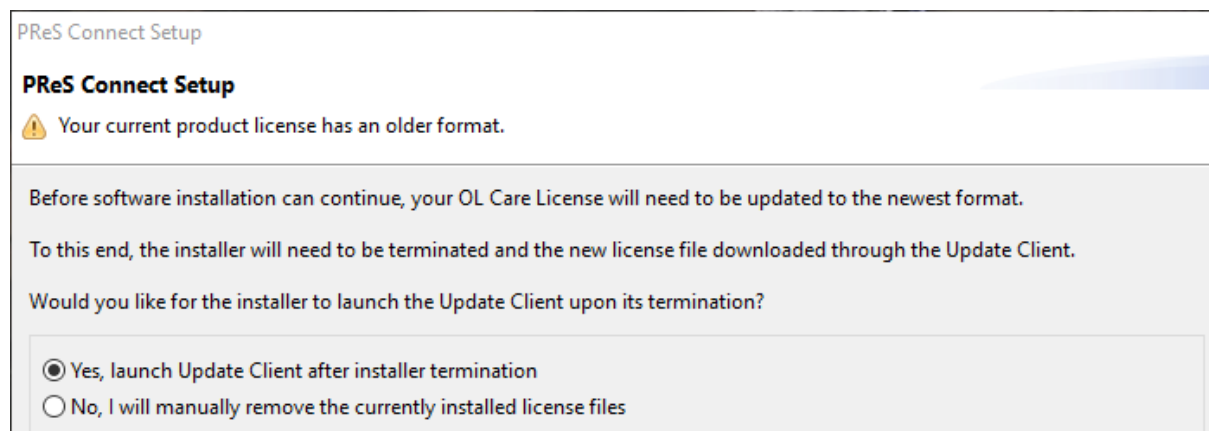 PReS Connect Setup
PReS Connect Setup
Your current product license has an older format.
Before software installation can continue, your OL Care License will need to be updated to the newest format.
To this end, the installer will need to be terminated and the new license file downloaded through the Update Client.
Would you like for the installer to launch the Update Client upon its termination?
Yes, launch Update Client after installer termination
No, I will manually remove the currently installed license files